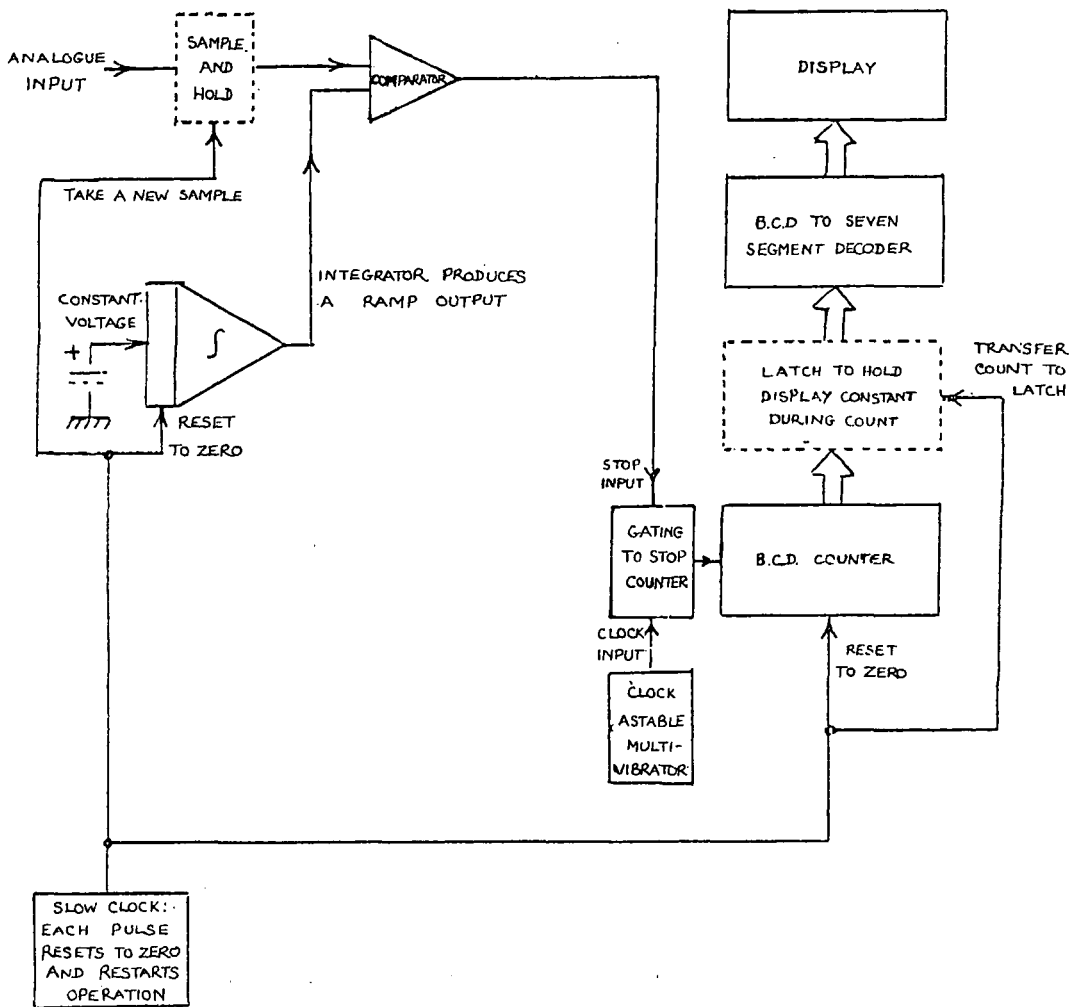 ANALOGUE
INPUT
SAMPLE
AND
HOLD
COMPARATOR
DISPLAY
TAKE A NEW SAMPLE
B.C.D TO SEVEN
SEGMENT DECODER
INTEGRATOR PRODUCES
A RAMP OUTPUT
CONSTANT
VOLTAGE
+
∫
RESET
TO ZERO
LATCH TO HOLD
DISPLAY CONSTANT
DURING COUNT
TRANSFER
COUNT TO
LATCH
STOP
INPUT
GATING
TO STOP
COUNTER
B.C.D. COUNTER
CLOCK
INPUT
RESET
TO ZERO
CLOCK
ASTABLE
MULTI-
VIBRATOR
SLOW CLOCK:
EACH PULSE
RESETS TO ZERO
AND RESTARTS
OPERATION